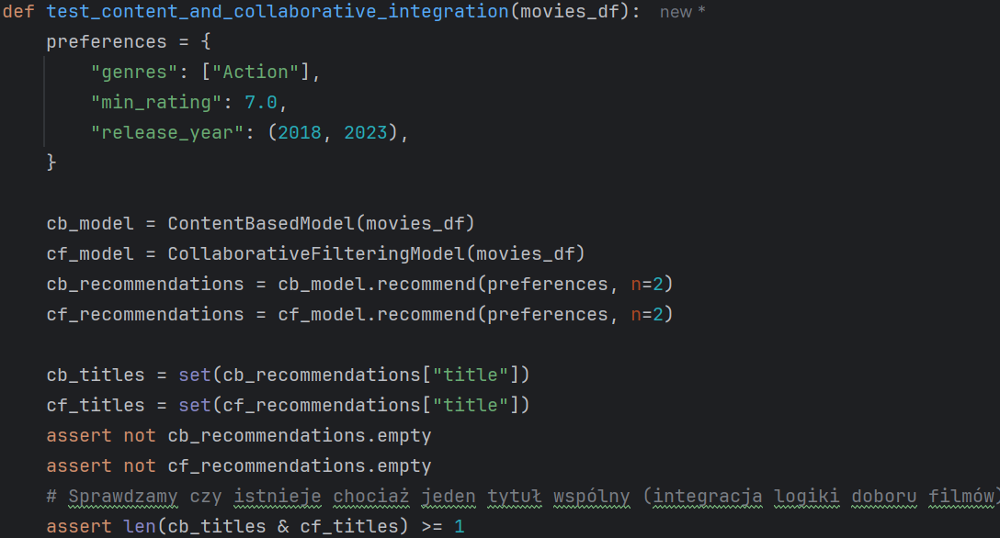 def test_content_and_collaborative_integration(movies_df): new *
    preferences = {
        "genres": ["Action"],
        "min_rating": 7.0,
        "release_year": (2018, 2023),
    }

    cb_model = ContentBasedModel(movies_df)
    cf_model = CollaborativeFilteringModel(movies_df)
    cb_recommendations = cb_model.recommend(preferences, n=2)
    cf_recommendations = cf_model.recommend(preferences, n=2)

    cb_titles = set(cb_recommendations["title"])
    cf_titles = set(cf_recommendations["title"])
    assert not cb_recommendations.empty
    assert not cf_recommendations.empty
    # Sprawdzamy czy istnieje chociaż jeden tytuł wspólny (integracja logiki doboru filmów)
    assert len(cb_titles & cf_titles) >= 1